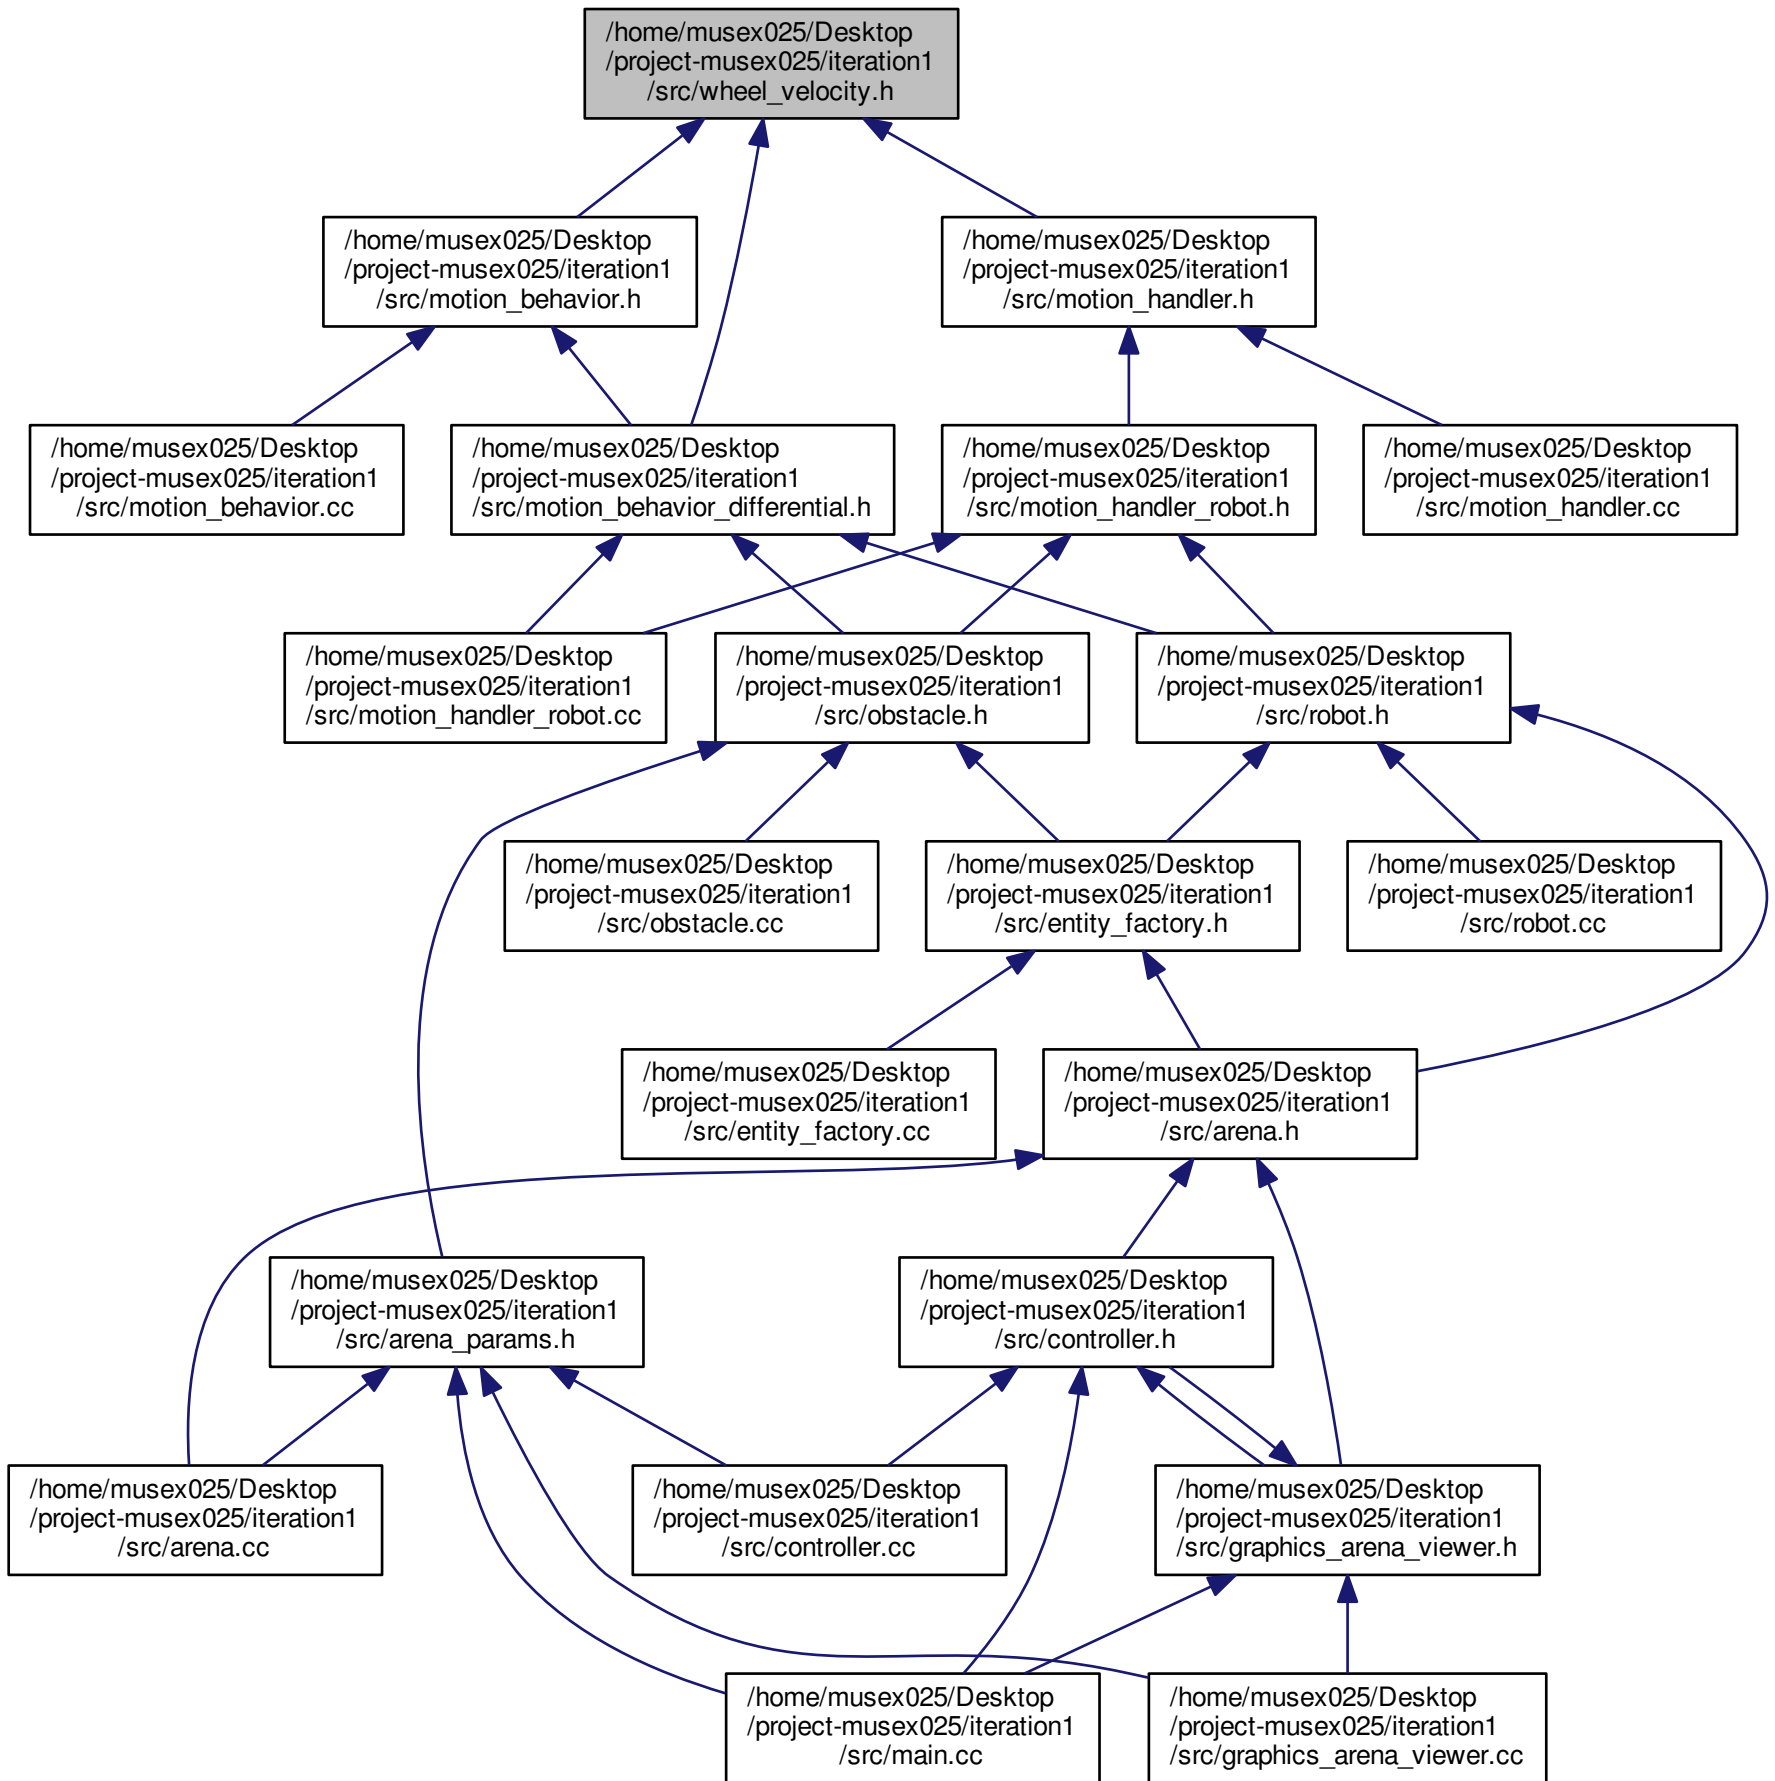 /home/musex025/Desktop
/project-musex025/iteration1
/src/wheel_velocity.h
/home/musex025/Desktop
/project-musex025/iteration1
/src/motion_behavior.h
/home/musex025/Desktop
/project-musex025/iteration1
/src/motion_handler.h
/home/musex025/Desktop
/project-musex025/iteration1
/src/motion_behavior.cc
/home/musex025/Desktop
/project-musex025/iteration1
/src/motion_behavior_differential.h
/home/musex025/Desktop
/project-musex025/iteration1
/src/motion_handler_robot.h
/home/musex025/Desktop
/project-musex025/iteration1
/src/motion_handler.cc
/home/musex025/Desktop
/project-musex025/iteration1
/src/motion_handler_robot.cc
/home/musex025/Desktop
/project-musex025/iteration1
/src/obstacle.h
/home/musex025/Desktop
/project-musex025/iteration1
/src/robot.h
/home/musex025/Desktop
/project-musex025/iteration1
/src/obstacle.cc
/home/musex025/Desktop
/project-musex025/iteration1
/src/entity_factory.h
/home/musex025/Desktop
/project-musex025/iteration1
/src/robot.cc
/home/musex025/Desktop
/project-musex025/iteration1
/src/entity_factory.cc
/home/musex025/Desktop
/project-musex025/iteration1
/src/arena.h
/home/musex025/Desktop
/project-musex025/iteration1
/src/arena_params.h
/home/musex025/Desktop
/project-musex025/iteration1
/src/controller.h
/home/musex025/Desktop
/project-musex025/iteration1
/src/arena.cc
/home/musex025/Desktop
/project-musex025/iteration1
/src/controller.cc
/home/musex025/Desktop
/project-musex025/iteration1
/src/graphics_arena_viewer.h
/home/musex025/Desktop
/project-musex025/iteration1
/src/main.cc
/home/musex025/Desktop
/project-musex025/iteration1
/src/graphics_arena_viewer.cc